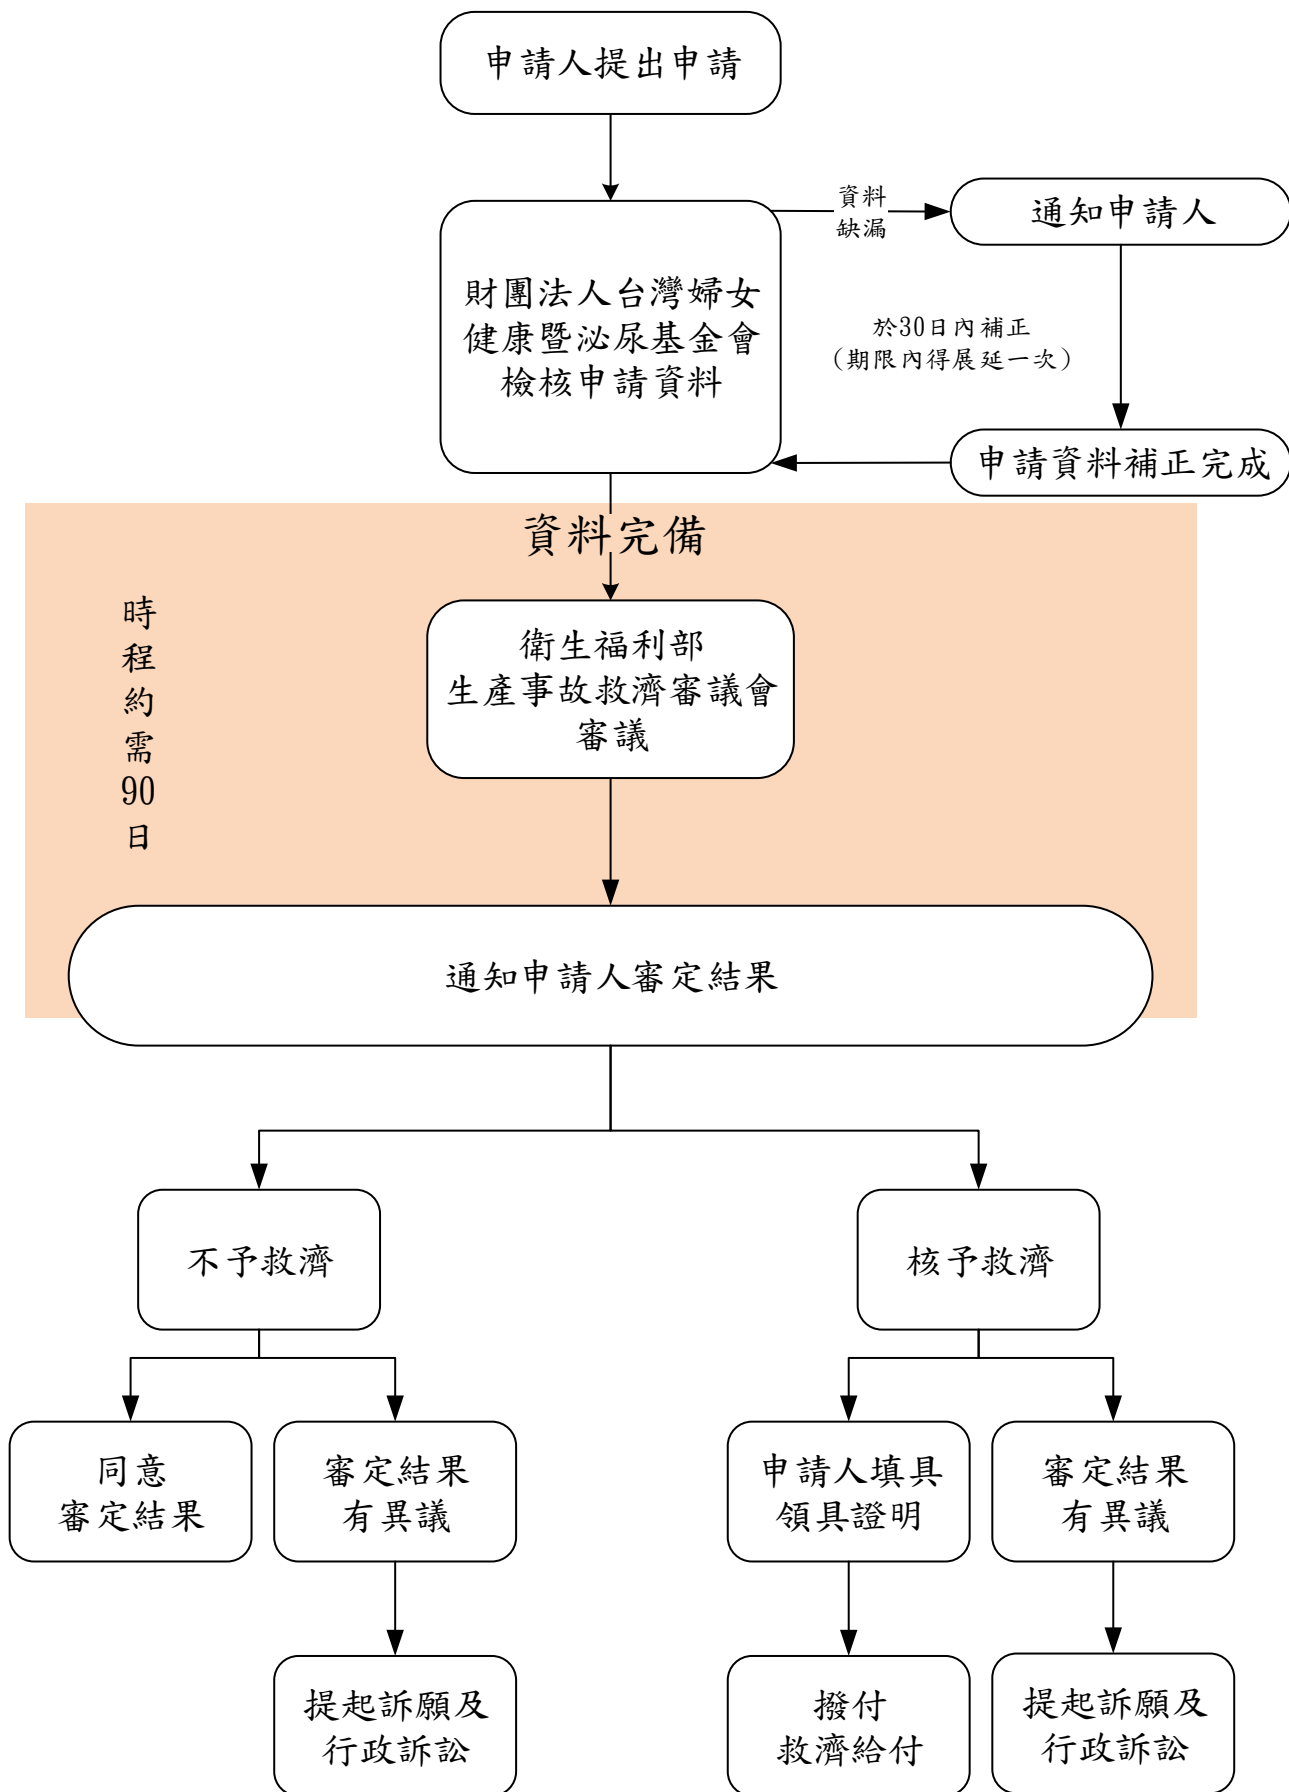 申請人提出申請
資料
缺漏
通知申請人
財團法人台灣婦女
健康暨泌尿基金會
檢核申請資料
於30日內補正
（期限內得展延一次）
申請資料補正完成
資料完備
時
程
約
需
90
日
衛生福利部
生產事故救濟審議會
審議
通知申請人審定結果
不予救濟
核予救濟
同意
審定結果
審定結果
有異議
申請人填具
領具證明
審定結果
有異議
提起訴願及
行政訴訟
撥付
救濟給付
提起訴願及
行政訴訟